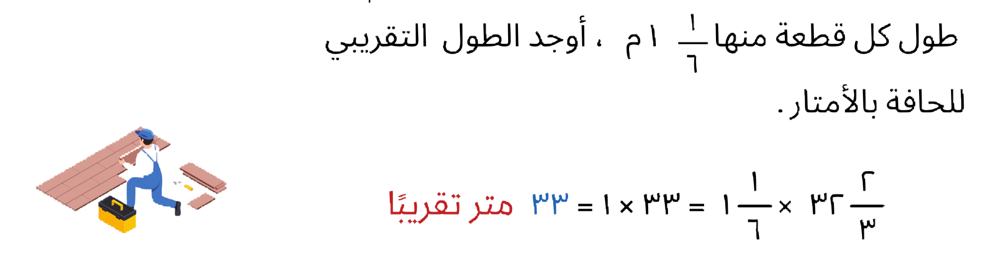 طول كل قطعة منها ١ ١/٦ م ، أوجد الطول التقريبي
للحافة بالأمتار .
٣٢ ٢/٣ × ١ ١/٦ = ٣٣ × ١ = ٣٣ متر تقريبًا